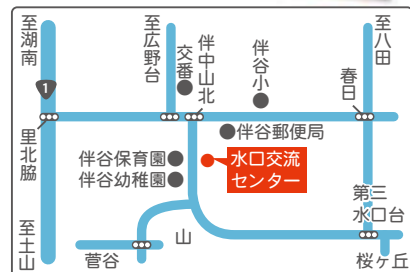 至湖南
至広野台
交番
伴中山北
伴谷小
至八田
1
春日
里北脇
伴谷郵便局
伴谷保育園
伴谷幼稚園
水口交流
センター
第三
水口台
至土山
菅谷
山
桜ヶ丘